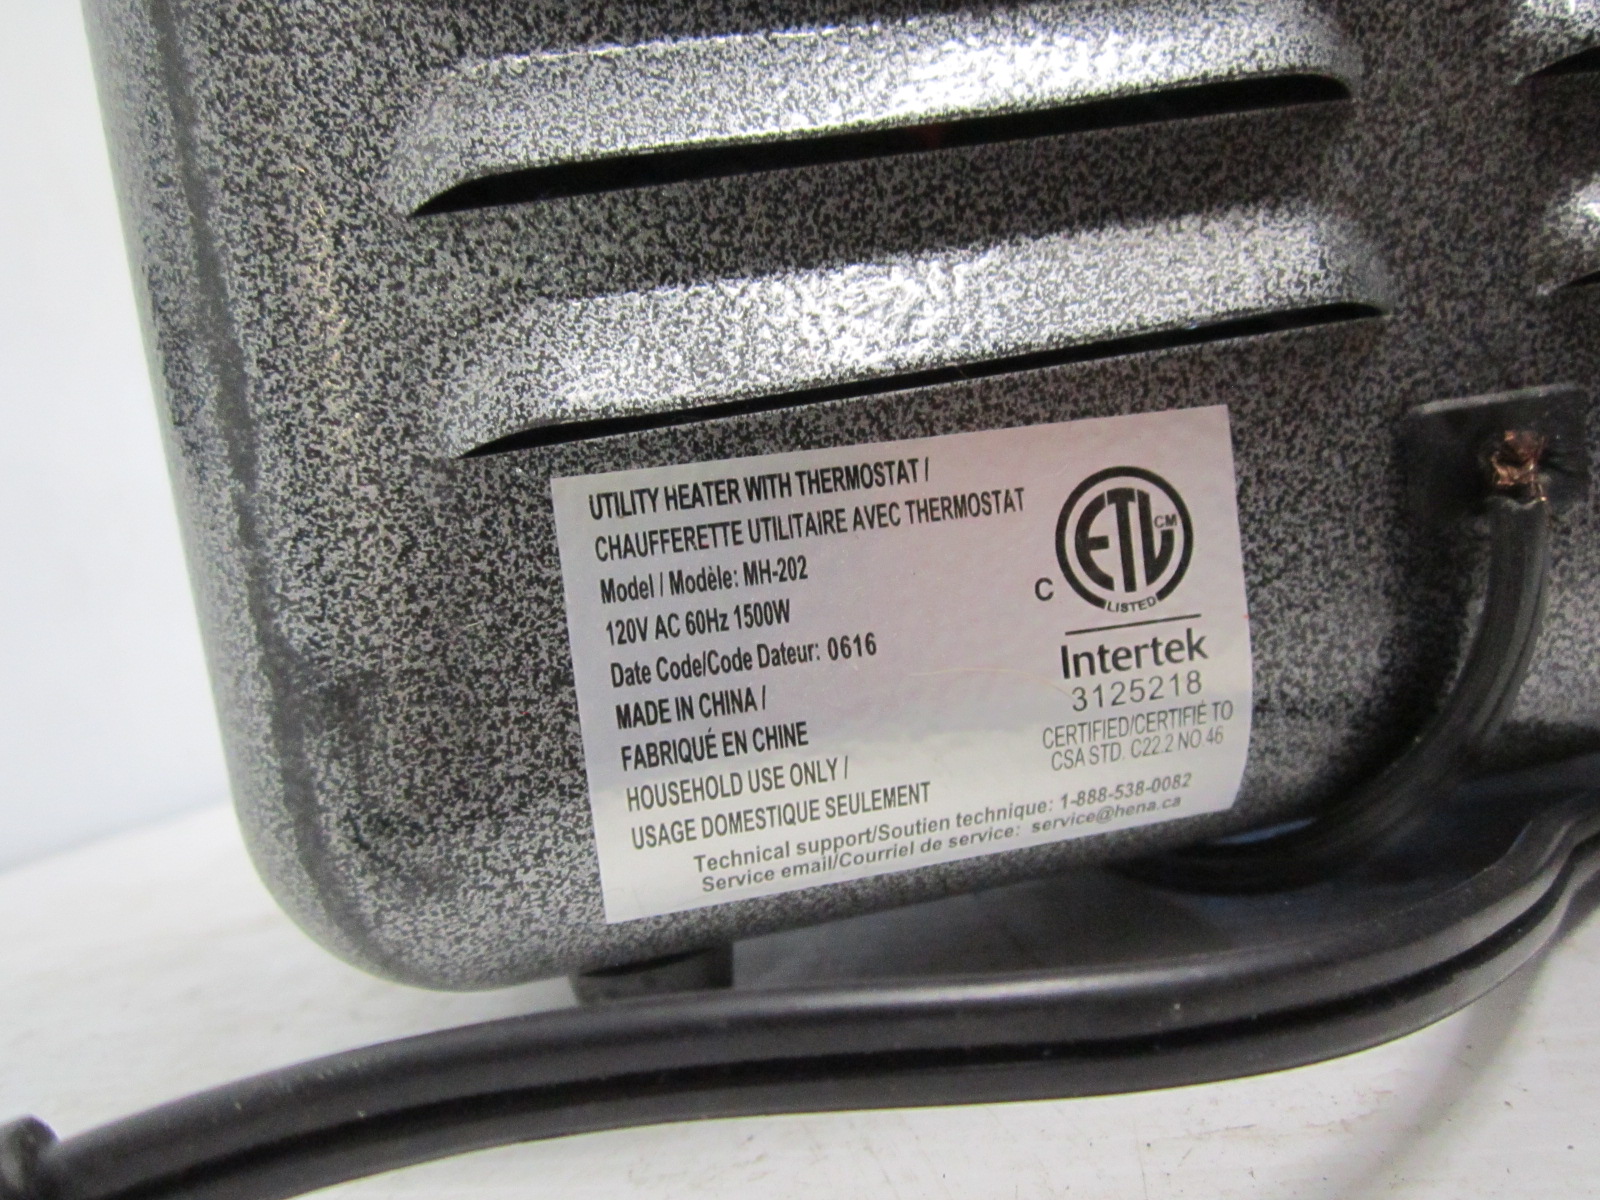 UTILITY HEATER WITH THERMOSTAT /
CHAUFFERETTE UTILITAIRE AVEC THERMOSTAT
Model / Modèle: MH-202
120V AC 60Hz 1500W
Date Code/Code Dateur: 0616
MADE IN CHINA /
FABRIQUÉ EN CHINE
HOUSEHOLD USE ONLY /
USAGE DOMESTIQUE SEULEMENT
C ETL CM
LISTED
Intertek
3125218
CERTIFIED/CERTIFIÉ TO
CSA STD. C22.2 NO 46
Technical support/Soutien technique: 1-888-538-0082
Service email/Courriel de service: service@hena.ca